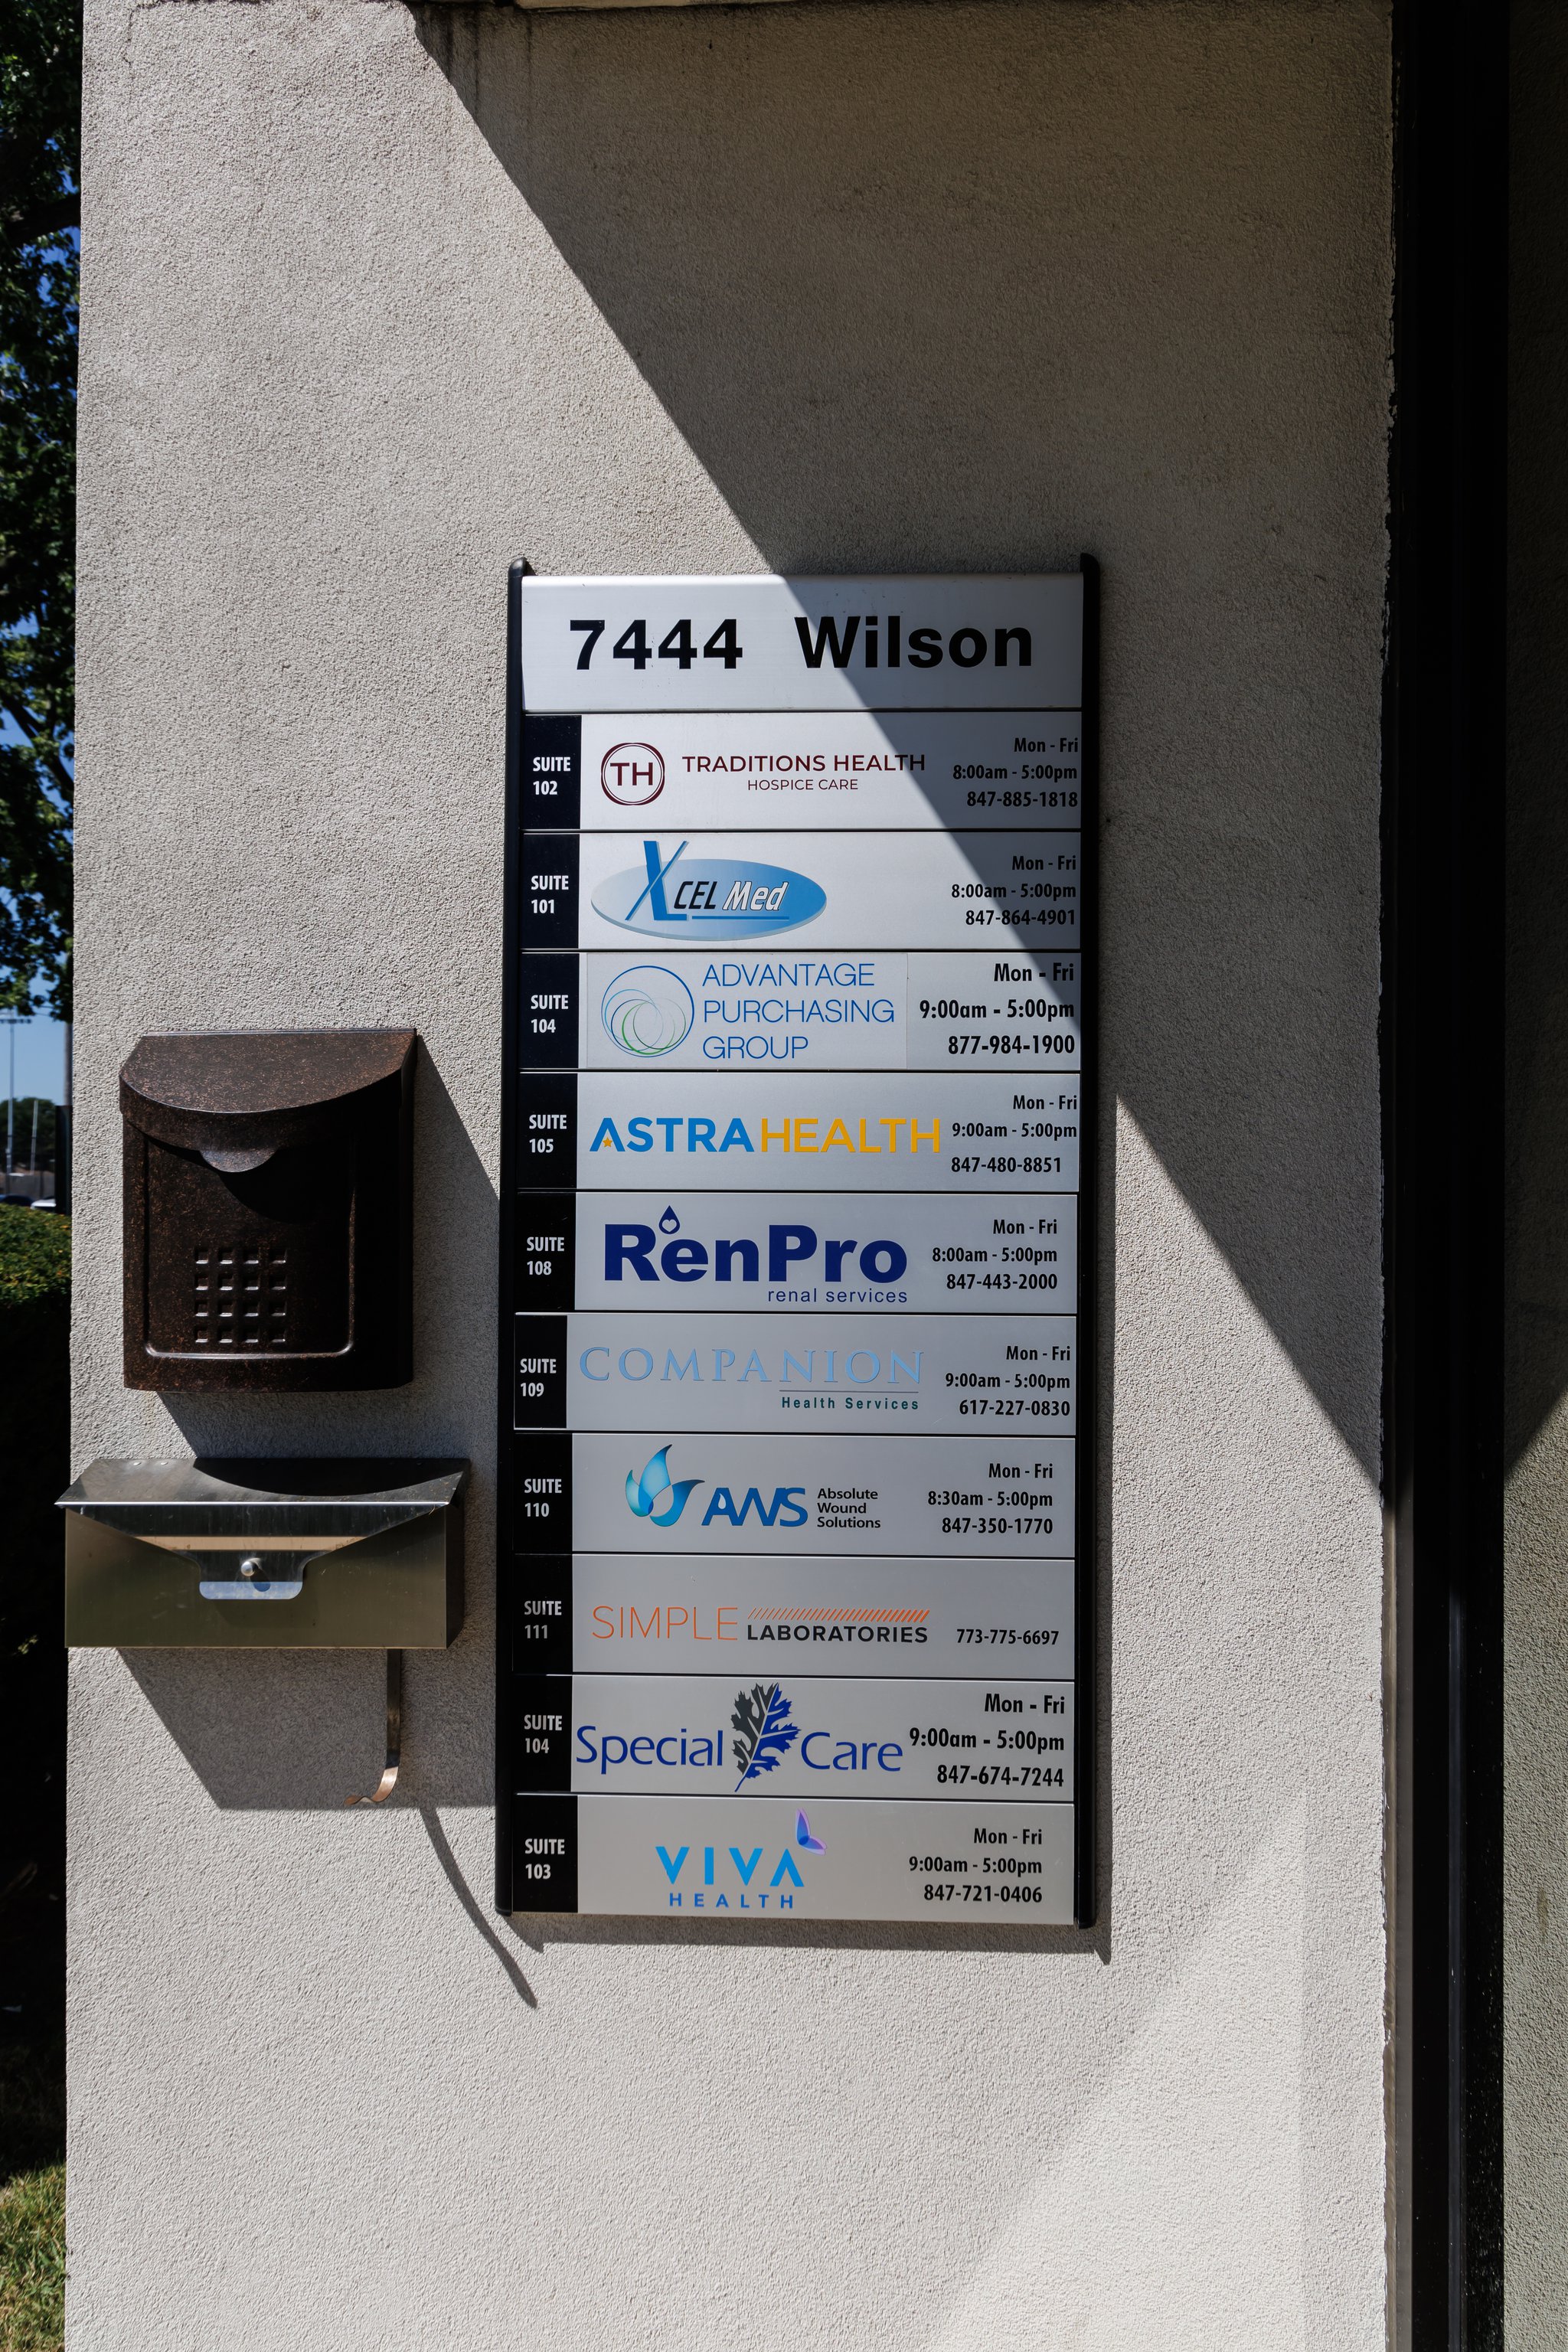 7444 Wilson
SUITE
102
TH
TRADITIONS HEALTH
HOSPICE CARE
Mon - Fri
8:00am - 5:00pm
847-885-1818
SUITE
101
XCEL Med
Mon - Fri
8:00am - 5:00pm
847-864-4901
SUITE
104
ADVANTAGE
PURCHASING
GROUP
Mon - Fri
9:00am - 5:00pm
877-984-1900
SUITE
105
ASTRAHEALTH
Mon - Fri
9:00am - 5:00pm
847-480-8851
SUITE
108
RenPro
renal services
Mon - Fri
8:00am - 5:00pm
847-443-2000
SUITE
109
COMPANION
Health Services
Mon - Fri
9:00am - 5:00pm
617-227-0830
SUITE
110
AWS
Absolute
Wound
Solutions
Mon - Fri
8:30am - 5:00pm
847-350-1770
SUITE
111
SIMPLE
LABORATORIES
773-775-6697
SUITE
104
Special Care
Mon - Fri
9:00am - 5:00pm
847-674-7244
SUITE
103
VIVA
HEALTH
Mon - Fri
9:00am - 5:00pm
847-721-0406